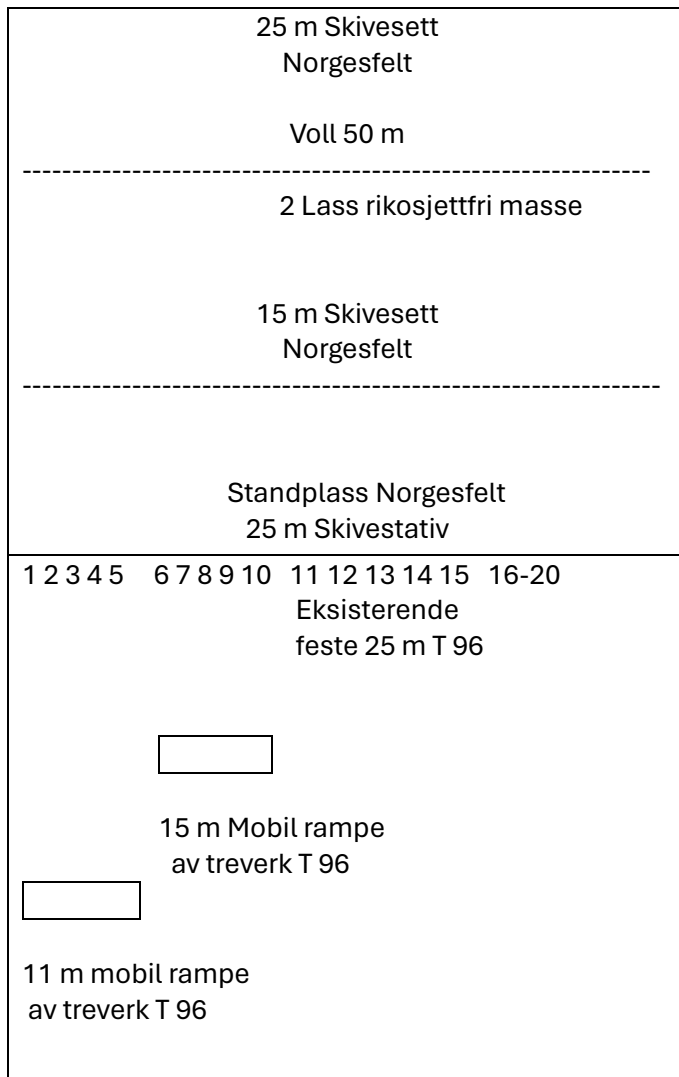 25 m Skivesett
Norgesfelt
Voll 50 m
2 Lass rikosjettfri masse
15 m Skivesett
Norgesfelt
Standplass Norgesfelt
25 m Skivestativ
1 2 3 4 5 6 7 8 9 10 11 12 13 14 15 16-20
Eksisterende
feste 25 m T 96
15 m Mobil rampe
av treverk T 96
11 m mobil rampe
av treverk T 96